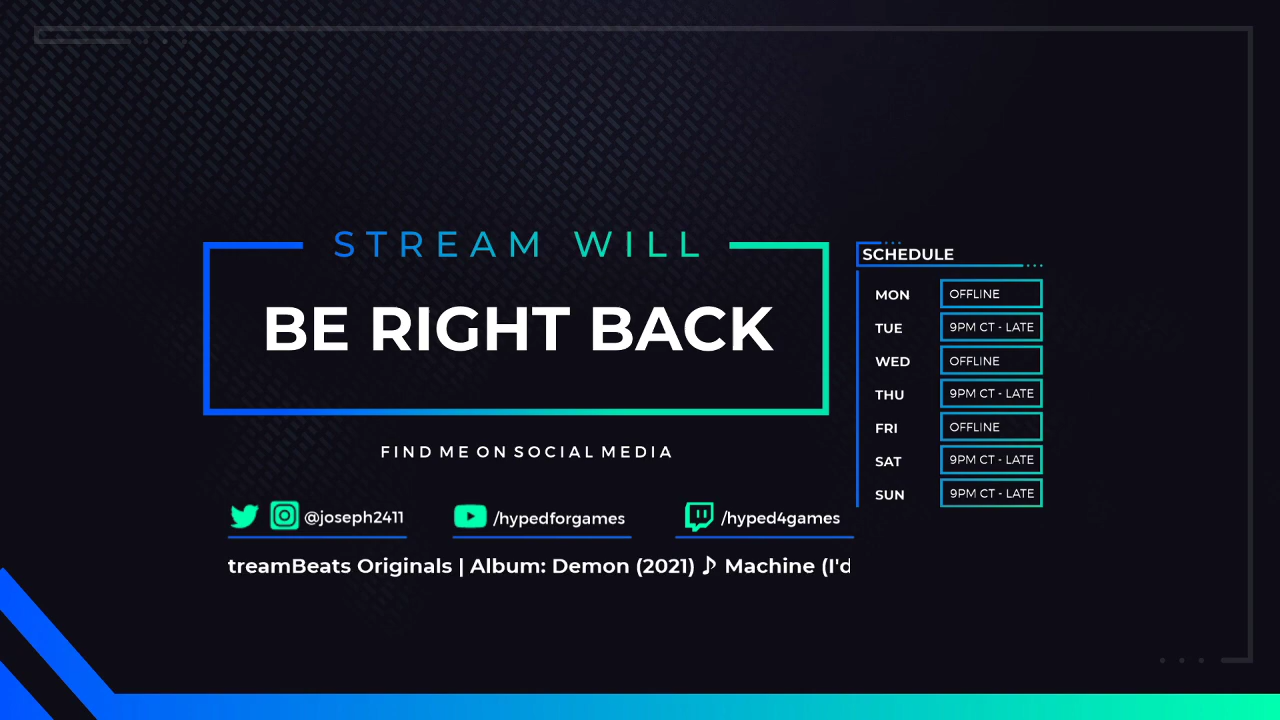 STREAM WILL
BE RIGHT BACK
FIND ME ON SOCIAL MEDIA
@joseph2411
/hypedforgames
/hyped4games
treamBeats Originals | Album: Demon (2021) ♪ Machine (I'd
SCHEDULE
MON OFFLINE
TUE 9PM CT - LATE
WED OFFLINE
THU 9PM CT - LATE
FRI OFFLINE
SAT 9PM CT - LATE
SUN 9PM CT - LATE